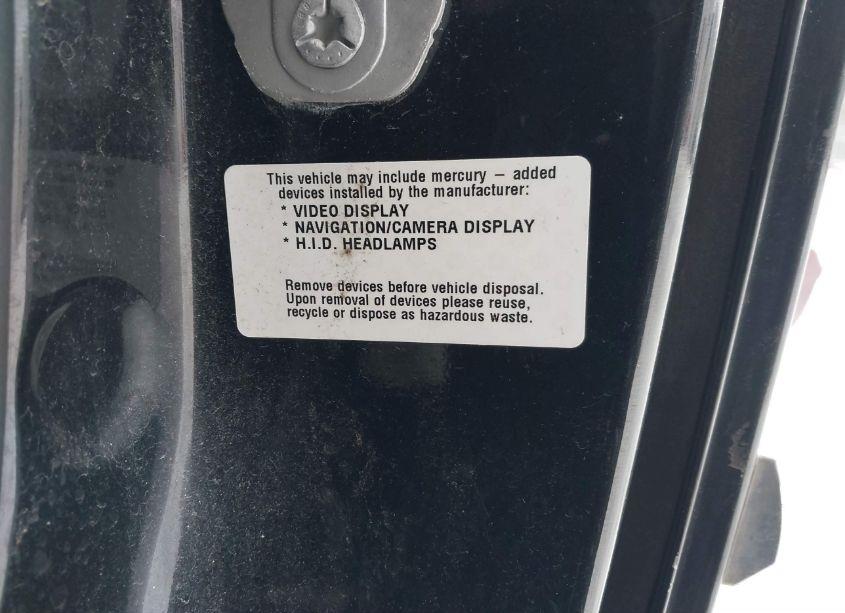 This vehicle may include mercury – added
devices installed by the manufacturer:
* VIDEO DISPLAY
* NAVIGATION/CAMERA DISPLAY
* H.I.D. HEADLAMPS
Remove devices before vehicle disposal.
Upon removal of devices please reuse,
recycle or dispose as hazardous waste.